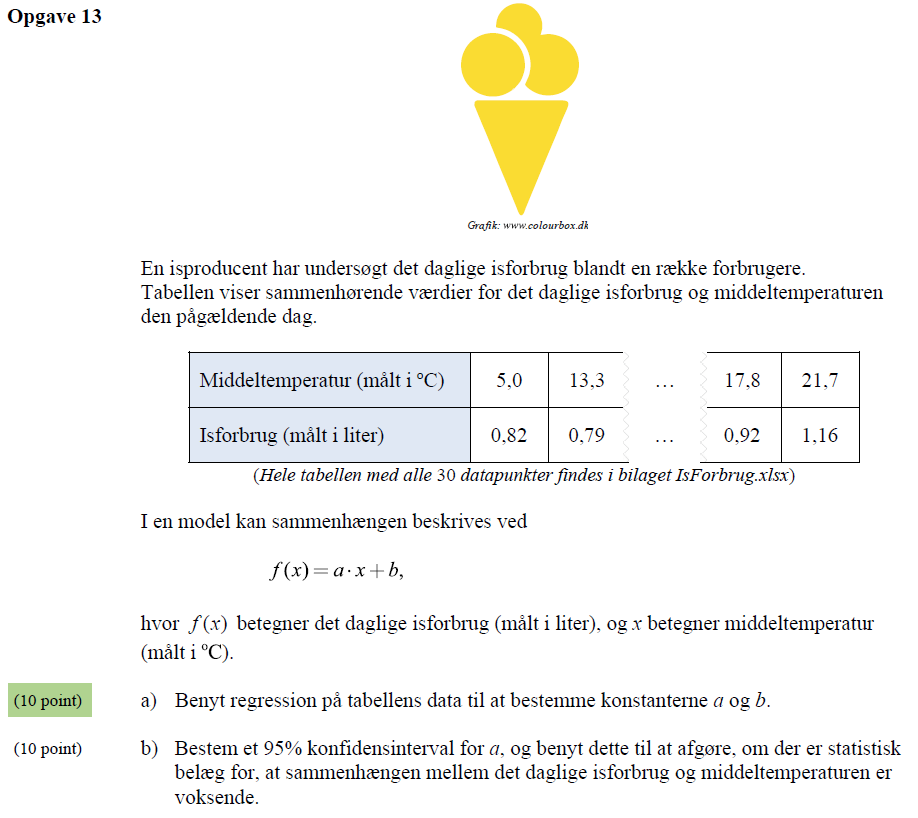 Opgave 13
Grafik: www.colourbox.dk
En isproducent har undersøgt det daglige isforbrug blandt en række forbrugere.
Tabellen viser sammenhørende værdier for det daglige isforbrug og middeltemperaturen
den pågældende dag.
Middeltemperatur (målt i °C) 5,0 13,3 … 17,8 21,7
Isforbrug (målt i liter) 0,82 0,79 … 0,92 1,16
(Hele tabellen med alle 30 datapunkter findes i bilaget IsForbrug.xlsx)
I en model kan sammenhængen beskrives ved
f(x) = a · x + b,
hvor f(x) betegner det daglige isforbrug (målt i liter), og x betegner middeltemperatur
(målt i °C).
(10 point) a) Benyt regression på tabellens data til at bestemme konstanterne a og b.
(10 point) b) Bestem et 95% konfidensinterval for a, og benyt dette til at afgøre, om der er statistisk
belæg for, at sammenhængen mellem det daglige isforbrug og middeltemperaturen er
voksende.